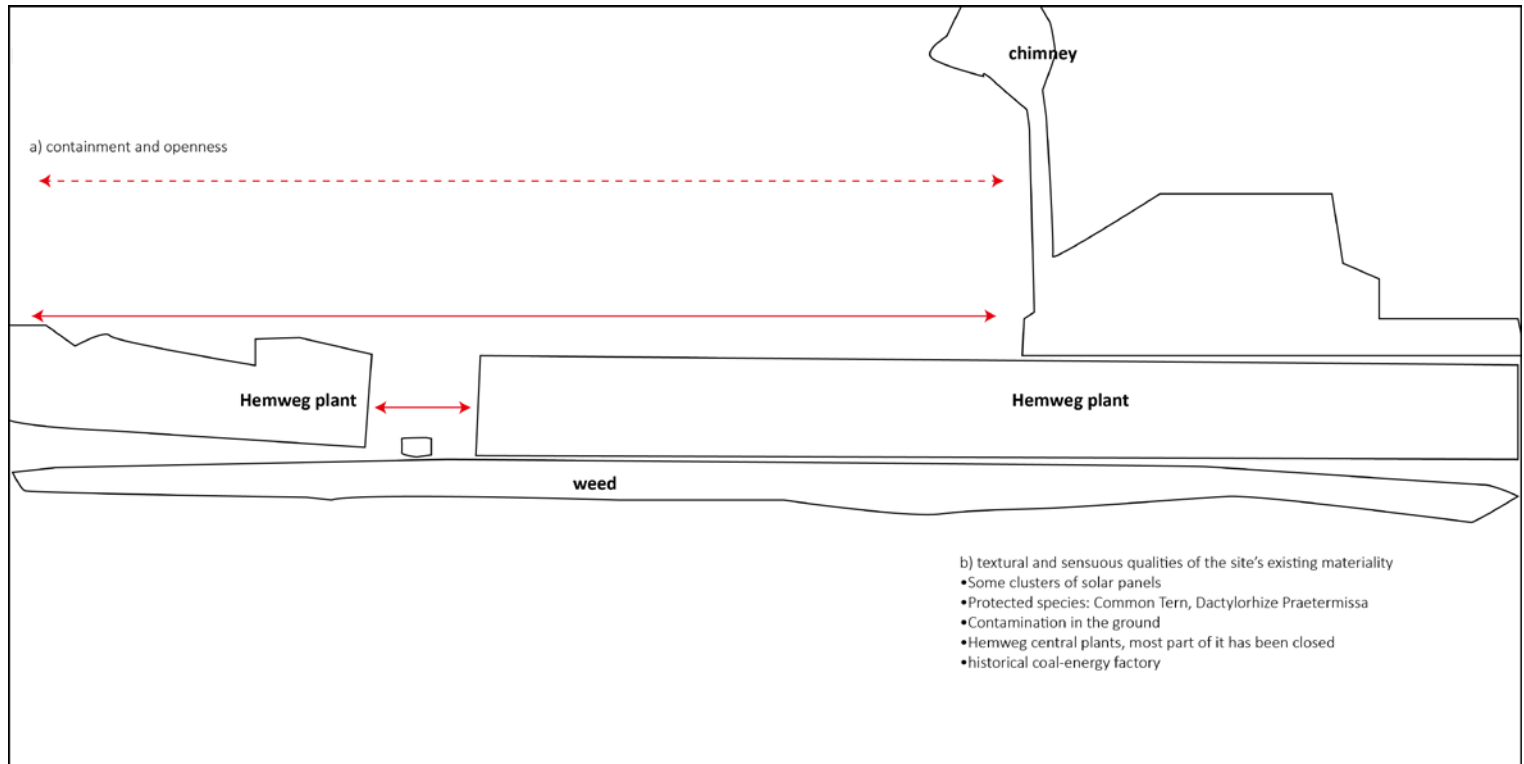 chimney
a) containment and openness
Hemweg plant
Hemweg plant
weed
b) textural and sensuous qualities of the site's existing materiality
•Some clusters of solar panels
•Protected species: Common Tern, Dactylorhize Praetermissa
•Contamination in the ground
•Hemweg central plants, most part of it has been closed
•historical coal-energy factory